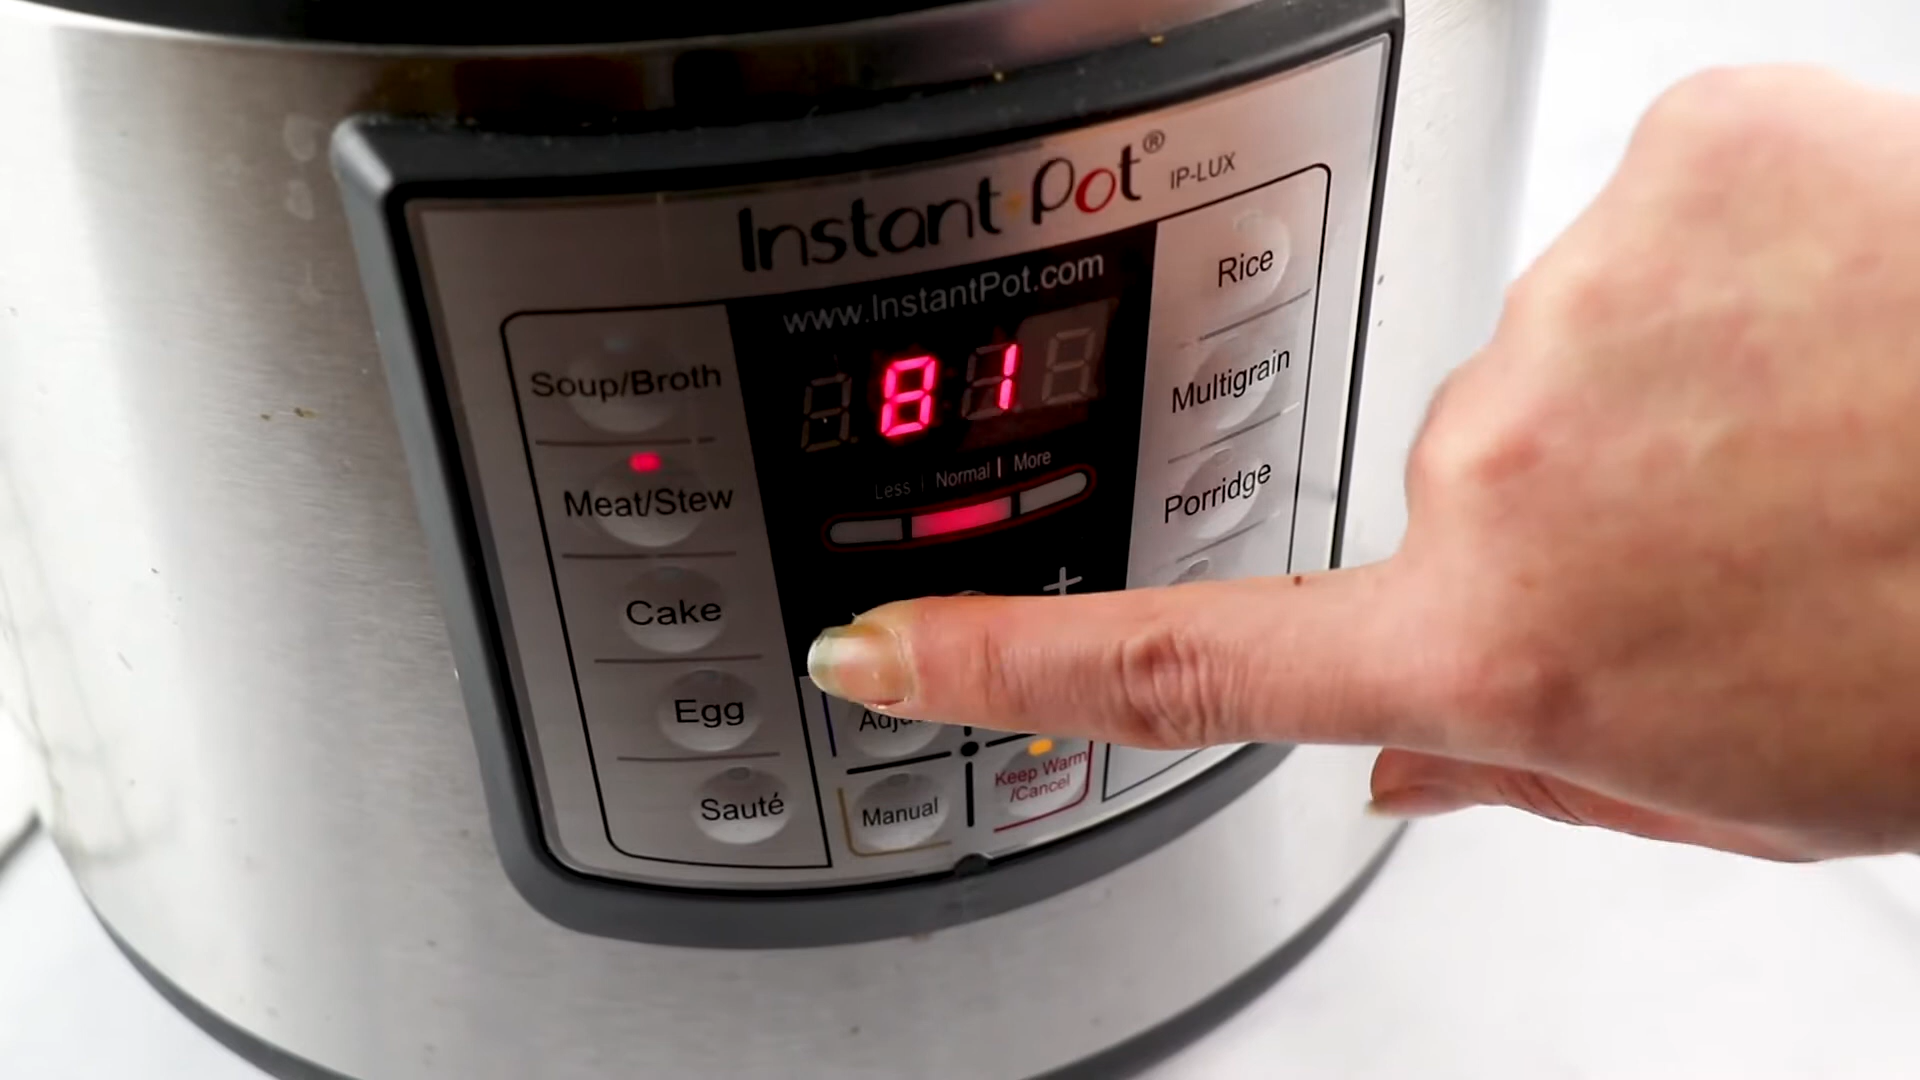 Instant Pot® IP-LUX
www.InstantPot.com
81
Less | Normal | More
Soup/Broth
Meat/Stew
Cake
Egg
Sauté
+
Manual
Keep Warm
/Cancel
Rice
Multigrain
Porridge